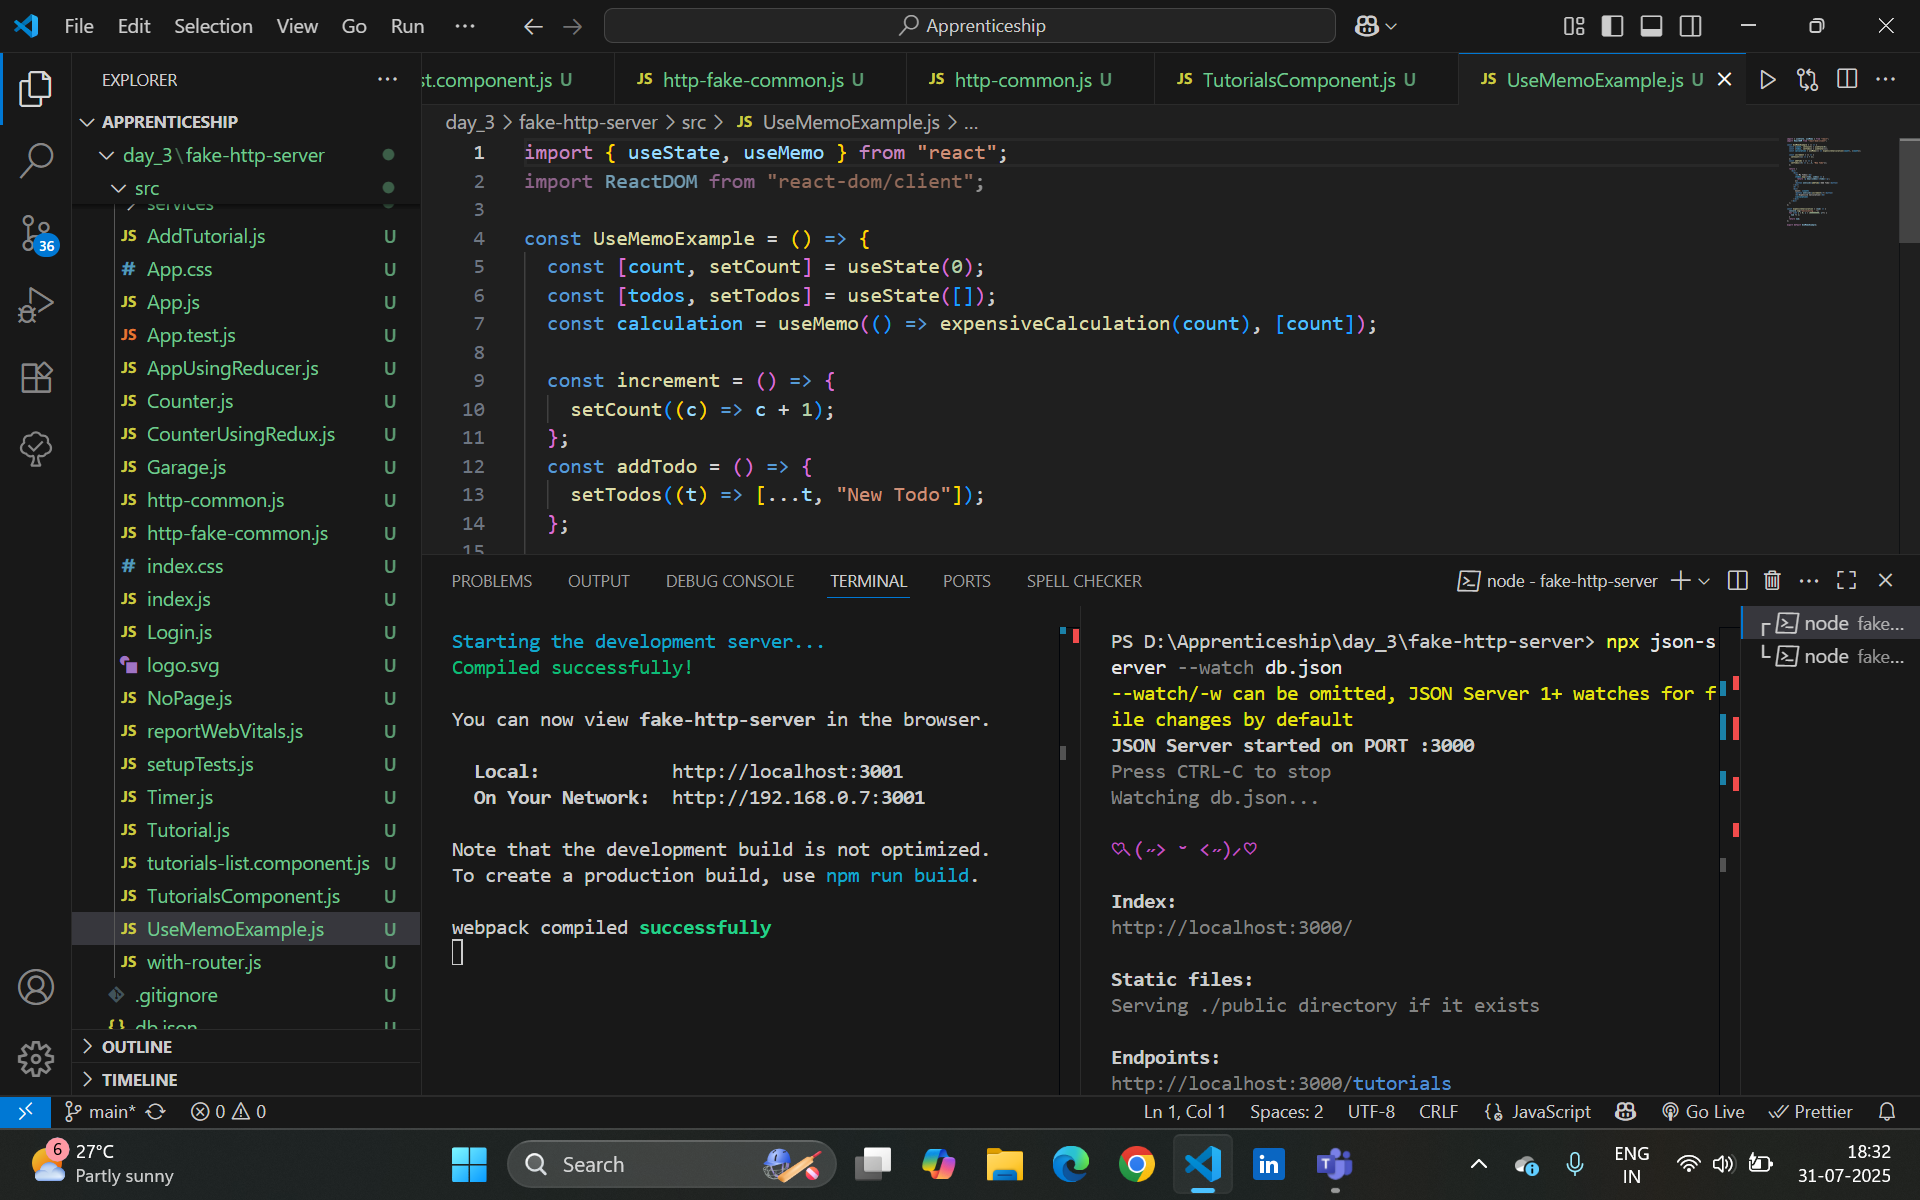 File Edit Selection View Go Run ···
Apprenticeship
EXPLORER
APPRENTICESHIP
day_3\fake-http-server
src
services
JS AddTutorial.js U
# App.css U
JS App.js U
JS App.test.js U
JS AppUsingReducer.js U
JS Counter.js U
JS CounterUsingRedux.js U
JS Garage.js U
JS http-common.js U
JS http-fake-common.js U
# index.css U
JS index.js U
JS Login.js U
logo.svg U
JS NoPage.js U
JS reportWebVitals.js U
JS setupTests.js U
JS Timer.js U
JS Tutorial.js U
JS tutorials-list.component.js U
JS TutorialsComponent.js U
JS UseMemoExample.js U
JS with-router.js U
.gitignore U
{} db.json U
OUTLINE
TIMELINE
36
st.component.js U JS http-fake-common.js U JS http-common.js U JS TutorialsComponent.js U JS UseMemoExample.js U
day_3 > fake-http-server > src > JS UseMemoExample.js > ...
1 import { useState, useMemo } from "react";
2 import ReactDOM from "react-dom/client";
3
4 const UseMemoExample = () => {
5 const [count, setCount] = useState(0);
6 const [todos, setTodos] = useState([]);
7 const calculation = useMemo(() => expensiveCalculation(count), [count]);
8
9 const increment = () => {
10 setCount((c) => c + 1);
11 };
12 const addTodo = () => {
13 setTodos((t) => [...t, "New Todo"]);
14 };
15
PROBLEMS OUTPUT DEBUG CONSOLE TERMINAL PORTS SPELL CHECKER
node - fake-http-server
Starting the development server...
Compiled successfully!
You can now view fake-http-server in the browser.
Local: http://localhost:3001
On Your Network: http://192.168.0.7:3001
Note that the development build is not optimized.
To create a production build, use npm run build.
webpack compiled successfully
PS D:\Apprenticeship\day_3\fake-http-server> npx json-s
erver --watch db.json
--watch/-w can be omitted, JSON Server 1+ watches for f
ile changes by default
JSON Server started on PORT :3000
Press CTRL-C to stop
Watching db.json...
♡⸜(˶˃ ᵕ ˂˶)⸝♡
Index:
http://localhost:3000/
Static files:
Serving ./public directory if it exists
Endpoints:
http://localhost:3000/tutorials
node fake...
node fake...
main* 0 0
Ln 1, Col 1 Spaces: 2 UTF-8 CRLF {} JavaScript Go Live Prettier
6
27°C
Partly sunny
Search
ENG
IN
18:32
31-07-2025